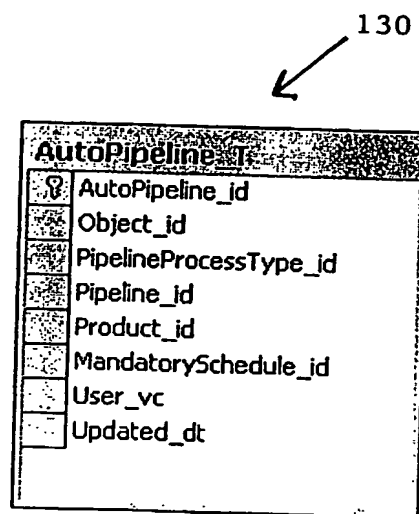 130
AutoPipeline_T
AutoPipeline_id
Object_id
PipelineProcessType_id
Pipeline_id
Product_id
MandatorySchedule_id
User_vc
Updated_dt